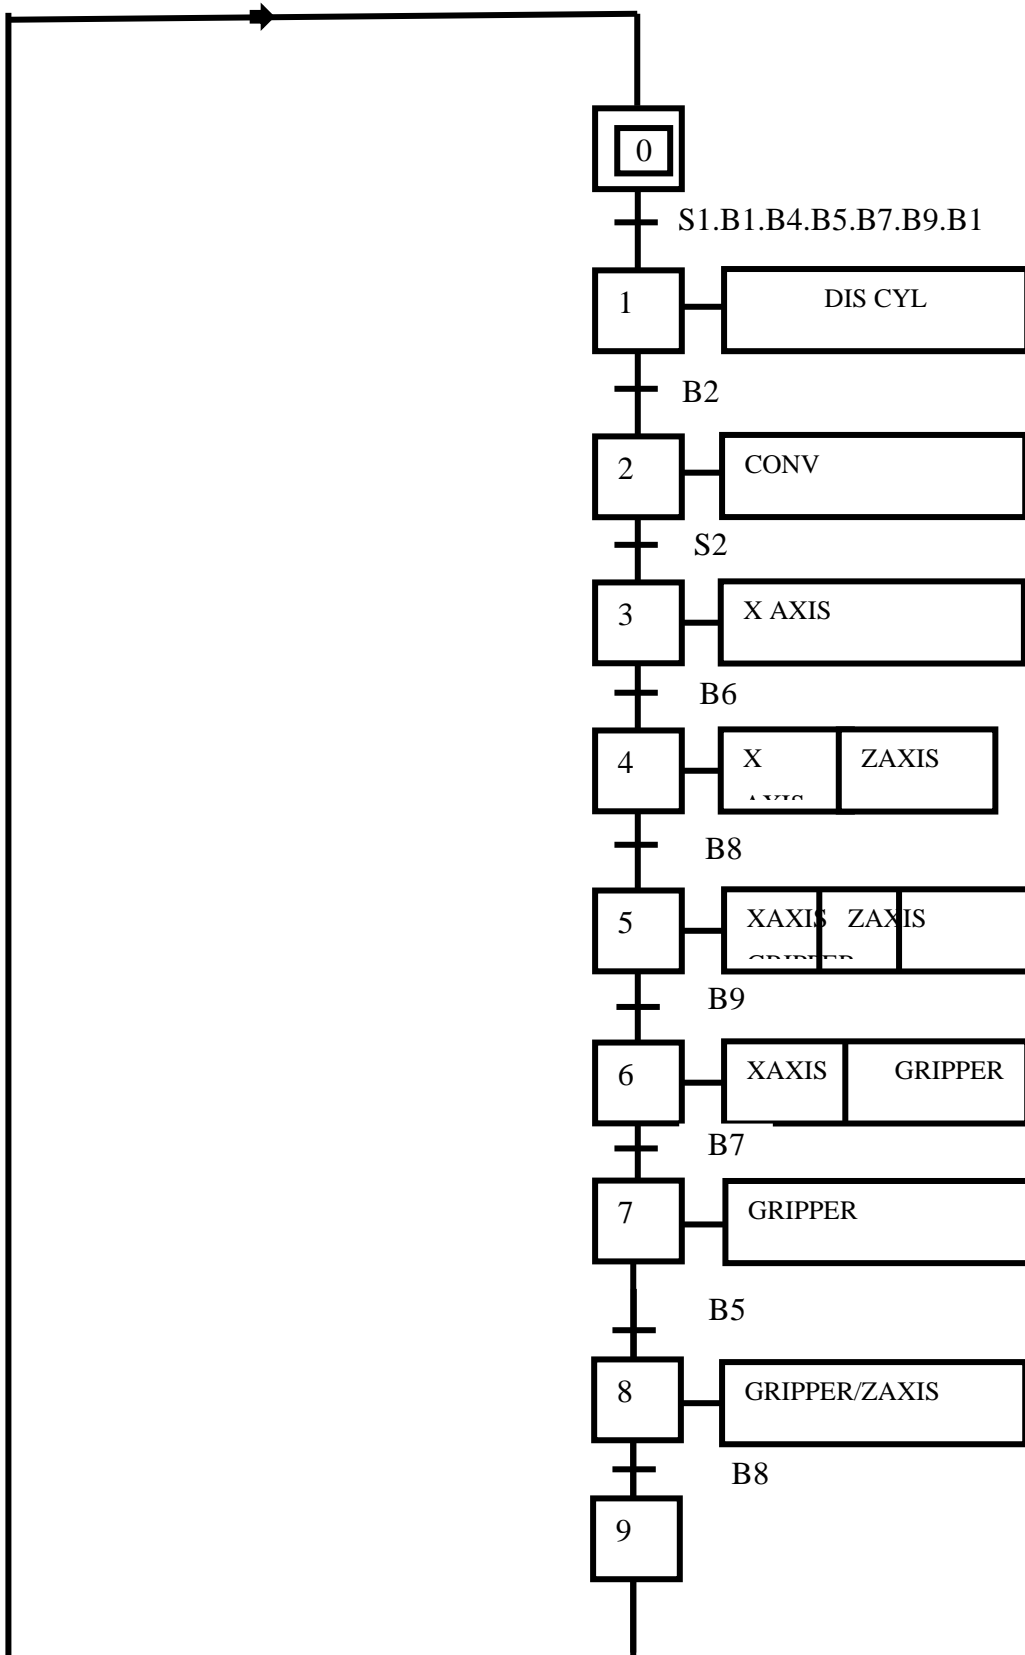 0
S1.B1.B4.B5.B7.B9.B1
1
DIS CYL
B2
2
CONV
S2
3
X AXIS
B6
4
X
ZAXIS
B8
5
XAXIS ZAXIS
B9
6
XAXIS GRIPPER
B7
7
GRIPPER
B5
8
GRIPPER/ZAXIS
B8
9